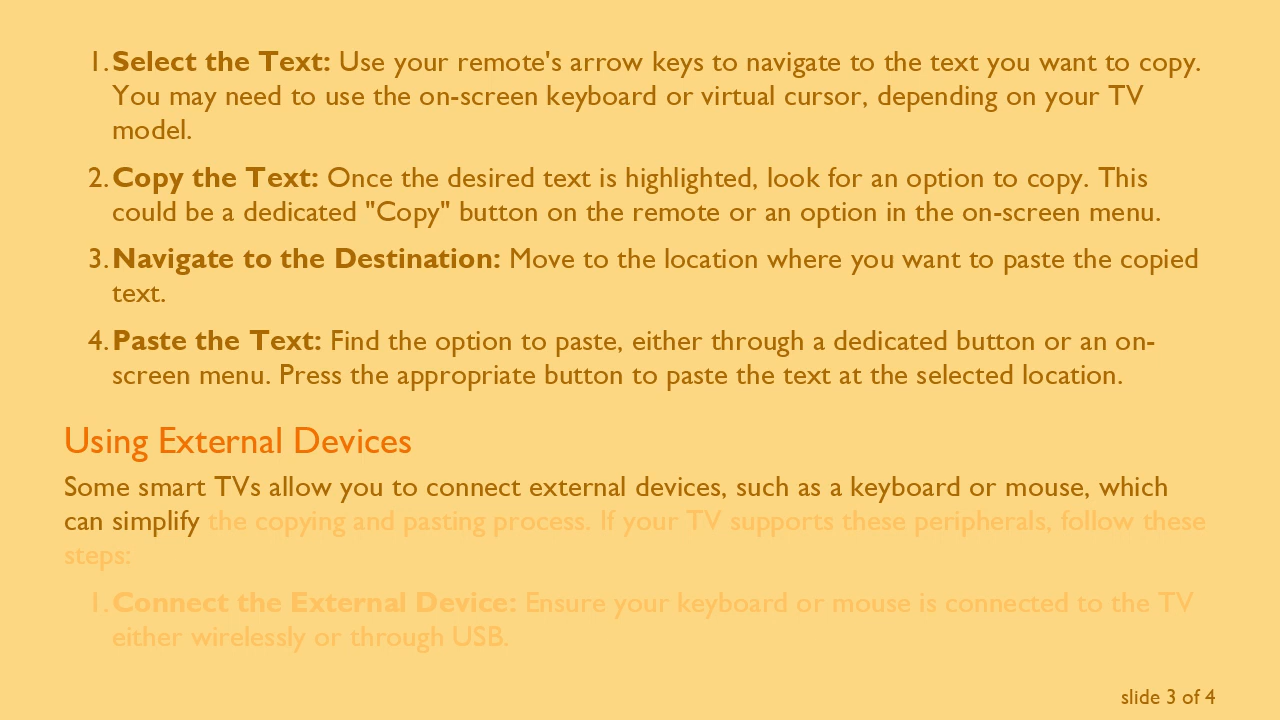 1. Select the Text: Use your remote's arrow keys to navigate to the text you want to copy.
You may need to use the on-screen keyboard or virtual cursor, depending on your TV
model.
2. Copy the Text: Once the desired text is highlighted, look for an option to copy. This
could be a dedicated "Copy" button on the remote or an option in the on-screen menu.
3. Navigate to the Destination: Move to the location where you want to paste the copied
text.
4. Paste the Text: Find the option to paste, either through a dedicated button or an on-
screen menu. Press the appropriate button to paste the text at the selected location.
Using External Devices
Some smart TVs allow you to connect external devices, such as a keyboard or mouse, which
can simplify the copying and pasting process. If your TV supports these peripherals, follow these
steps:
1. Connect the External Device: Ensure your keyboard or mouse is connected to the TV
either wirelessly or through USB.
slide 3 of 4